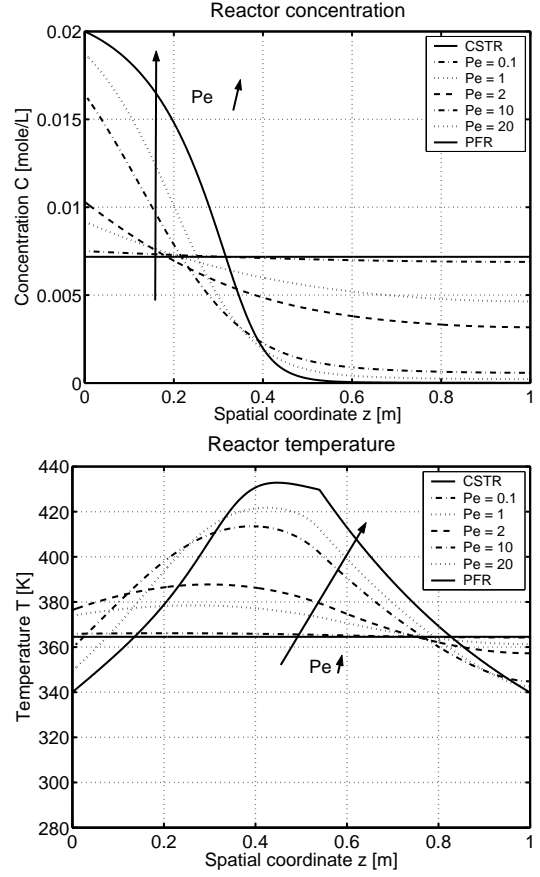 Reactor concentration
0.02
0.015
0.01
0.005
0
Concentration C [mole/L]
Pe
CSTR
Pe = 0.1
Pe = 1
Pe = 2
Pe = 10
Pe = 20
PFR
0 0.2 0.4 0.6 0.8 1
Spatial coordinate z [m]
Reactor temperature
440
420
400
380
360
340
320
300
280
Temperature T [K]
CSTR
Pe = 0.1
Pe = 1
Pe = 2
Pe = 10
Pe = 20
PFR
Pe
0 0.2 0.4 0.6 0.8 1
Spatial coordinate z [m]